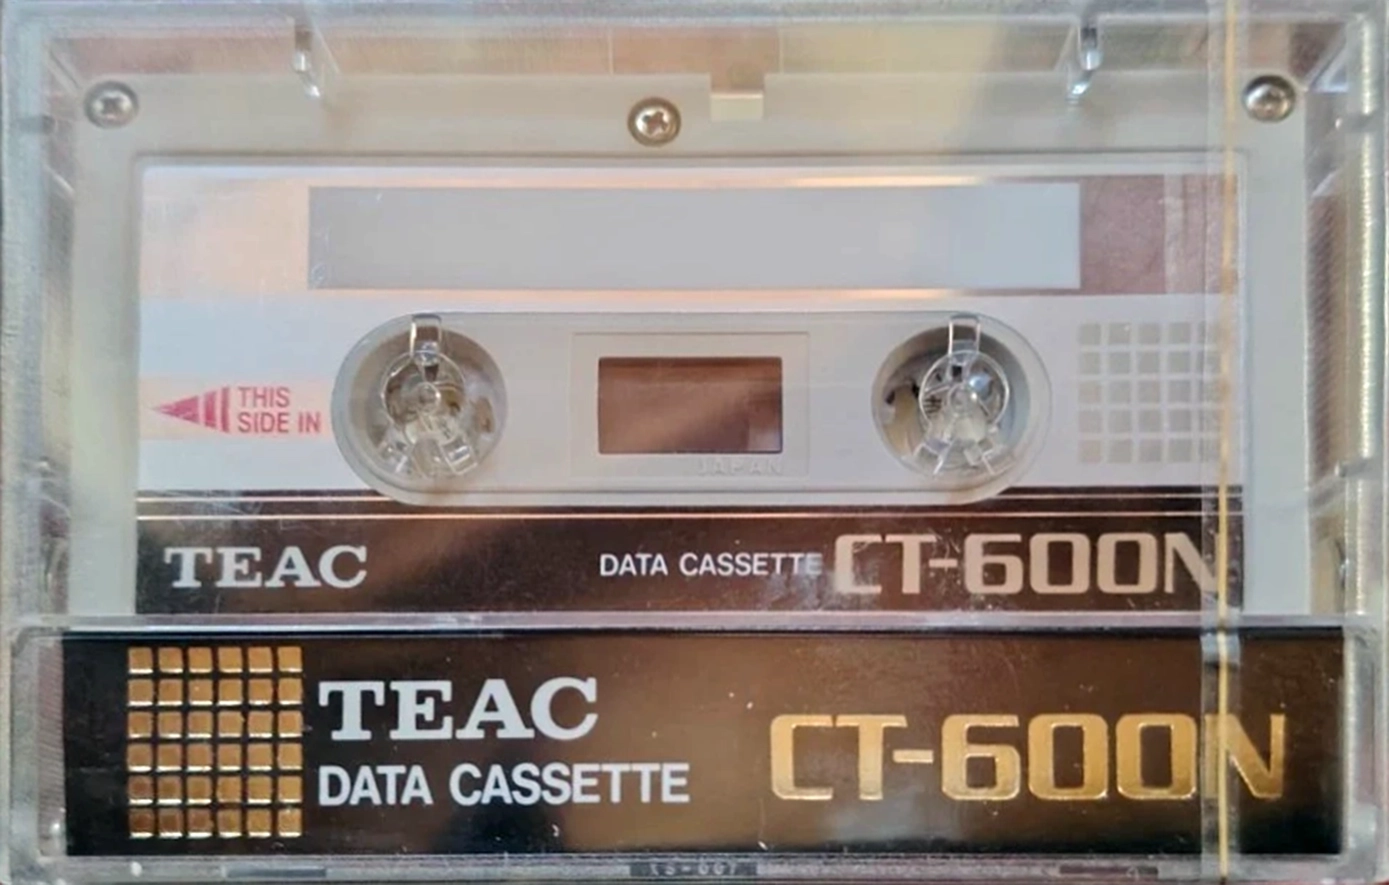 THIS
SIDE IN
JAPAN
TEAC DATA CASSETTE CT-600N
TEAC
DATA CASSETTE
CT-600N